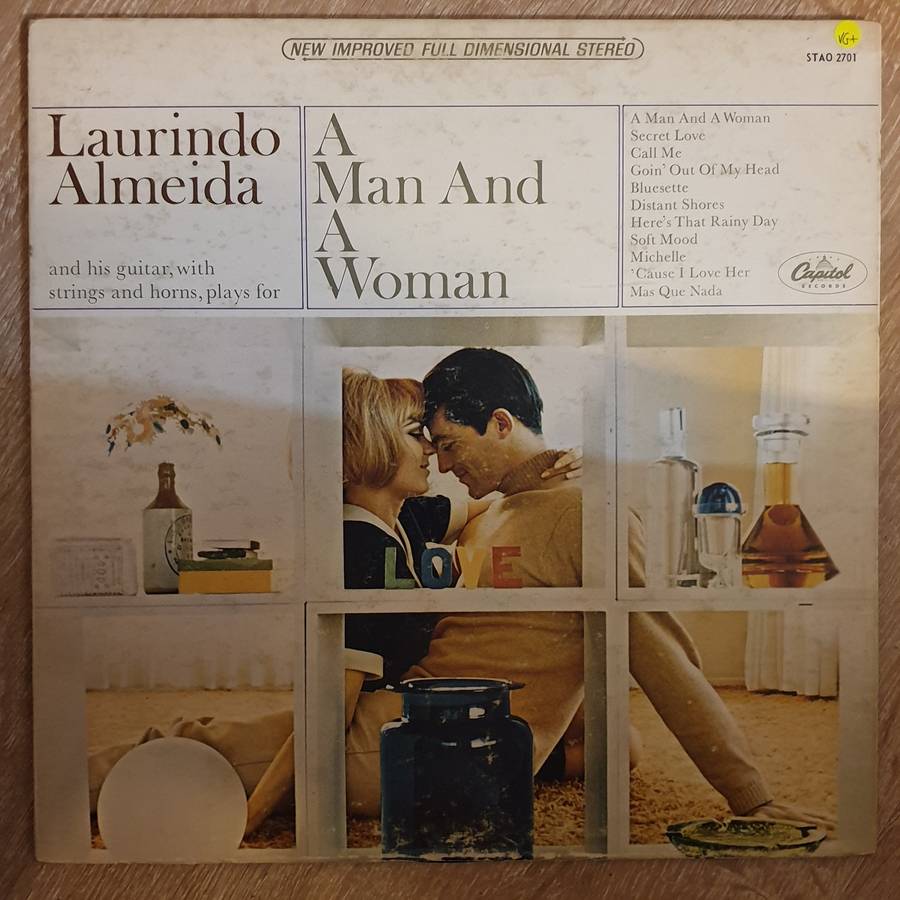 NEW IMPROVED FULL DIMENSIONAL STEREO
VG+
STAO 2701
Laurindo
Almeida
and his guitar, with
strings and horns, plays for
A
Man And
A
Woman
A Man And A Woman
Secret Love
Call Me
Goin' Out Of My Head
Bluesette
Distant Shores
Here's That Rainy Day
Soft Mood
Michelle
'Cause I Love Her
Mas Que Nada
Capitol
RECORDS
LOVE